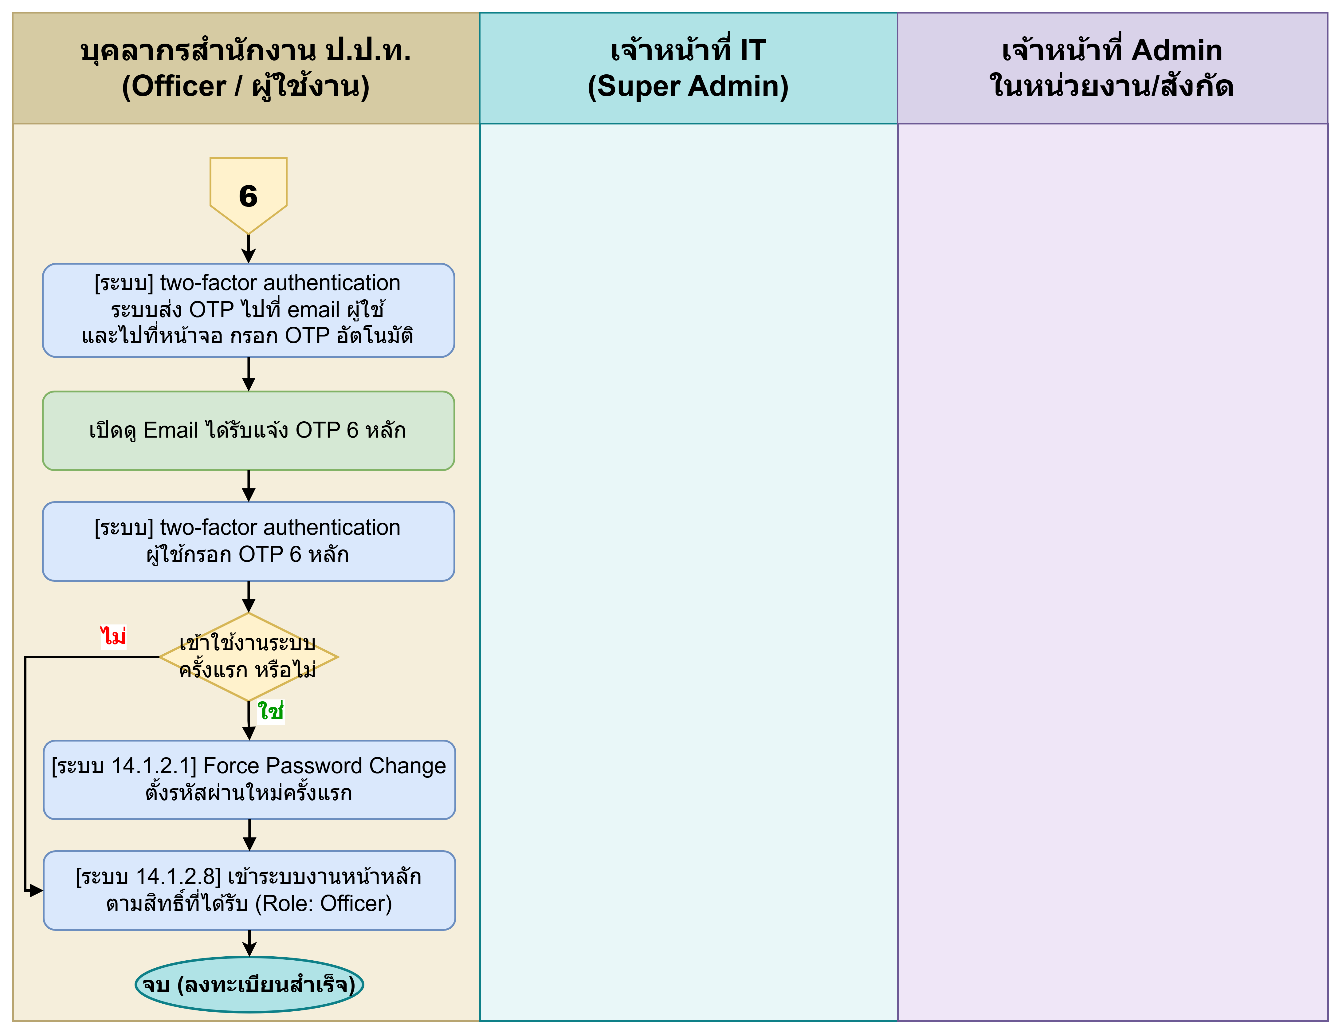 บุคลากรสำนักงาน ป.ป.ท.
(Officer / ผู้ใช้งาน)
เจ้าหน้าที่ IT
(Super Admin)
เจ้าหน้าที่ Admin
ในหน่วยงาน/สังกัด
6
[ระบบ] two-factor authentication
ระบบส่ง OTP ไปที่ email ผู้ใช้
และไปที่หน้าจอ กรอก OTP อัตโนมัติ
เปิดดู Email ได้รับแจ้ง OTP 6 หลัก
[ระบบ] two-factor authentication
ผู้ใช้กรอก OTP 6 หลัก
เข้าใช้งานระบบ
ครั้งแรก หรือไม่
ไม่
ใช่
[ระบบ 14.1.2.1] Force Password Change
ตั้งรหัสผ่านใหม่ครั้งแรก
[ระบบ 14.1.2.8] เข้าระบบงานหน้าหลัก
ตามสิทธิ์ที่ได้รับ (Role: Officer)
จบ (ลงทะเบียนสำเร็จ)